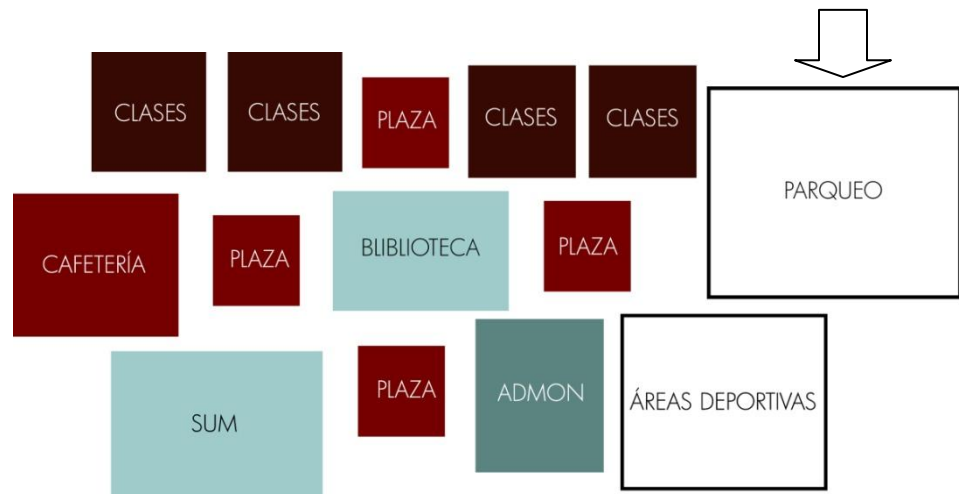 CLASES
CLASES
PLAZA
CLASES
CLASES
PARQUEO
CAFETERÍA
PLAZA
BLIBLIOTECA
PLAZA
SUM
PLAZA
ADMON
ÁREAS DEPORTIVAS